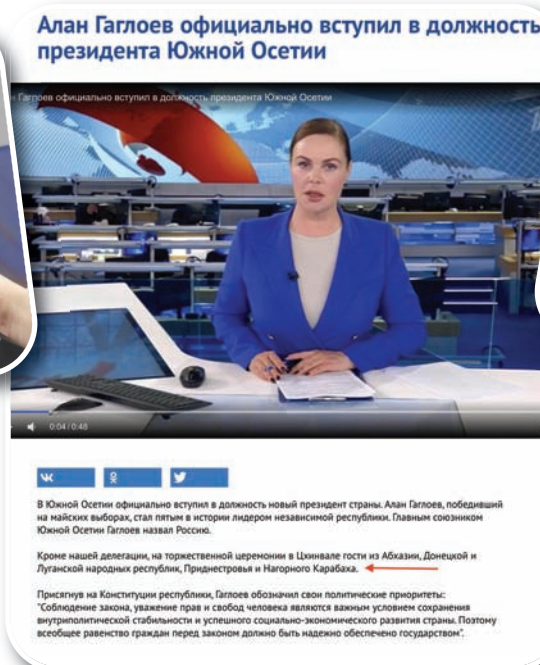 Алан Гаглоев официально вступил в должность
президента Южной Осетии
Гаглоев официально вступил в должность президента Южной Осетии
0:04 / 0:48
В Южной Осетии официально вступил в должность новый президент страны. Алан Гаглоев, победивший
на майских выборах, стал пятым в истории лидером независимой республики. Главным союзником
Южной Осетии Гаглоев назвал Россию.
Кроме нашей делегации, на торжественной церемонии в Цхинвале гости из Абхазии, Донецкой и
Луганской народных республик, Приднестровья и Нагорного Карабаха.
Присягнув на Конституции республики, Гаглоев обозначил свои политические приоритеты:
"Соблюдение закона, уважение прав и свобод человека являются важным условием сохранения
внутриполитической стабильности и успешного социально-экономического развития страны. Поэтому
всеобщее равенство граждан перед законом должно быть надежно обеспечено государством".